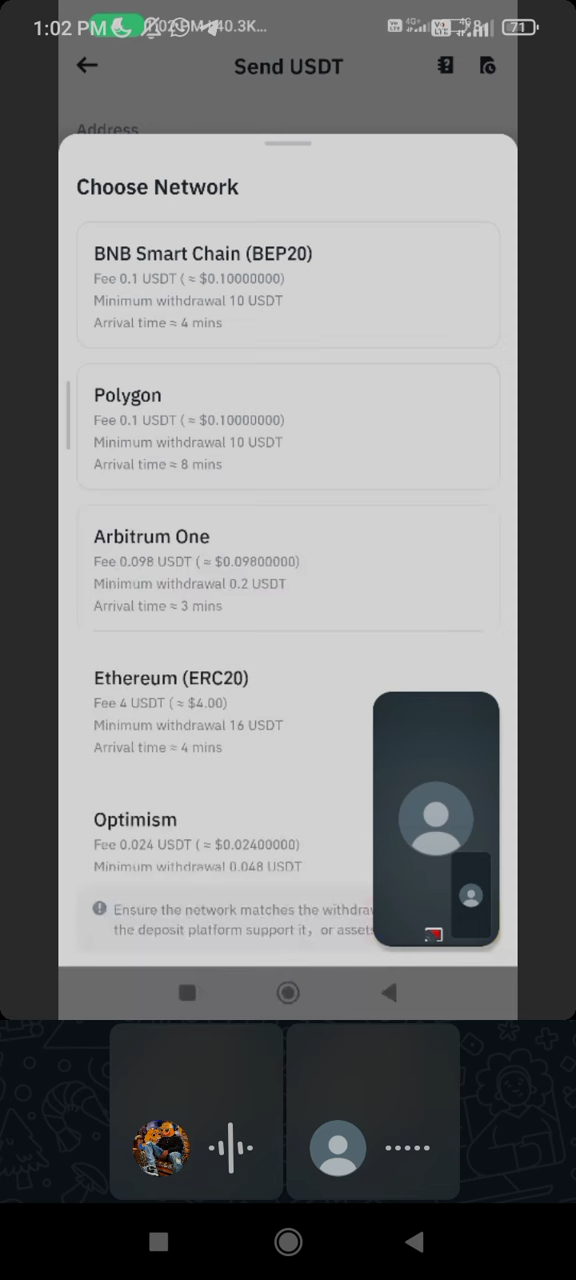 1:02 PM
Send USDT
Address
Choose Network
BNB Smart Chain (BEP20)
Fee 0.1 USDT ( ≈ $0.10000000)
Minimum withdrawal 10 USDT
Arrival time ≈ 4 mins
Polygon
Fee 0.1 USDT ( ≈ $0.10000000)
Minimum withdrawal 10 USDT
Arrival time ≈ 8 mins
Arbitrum One
Fee 0.098 USDT ( ≈ $0.09800000)
Minimum withdrawal 0.2 USDT
Arrival time ≈ 3 mins
Ethereum (ERC20)
Fee 4 USDT ( ≈ $4.00)
Minimum withdrawal 16 USDT
Arrival time ≈ 4 mins
Optimism
Fee 0.024 USDT ( ≈ $0.02400000)
Minimum withdrawal 0.048 USDT
Ensure the network matches the
the deposit platform support it, or